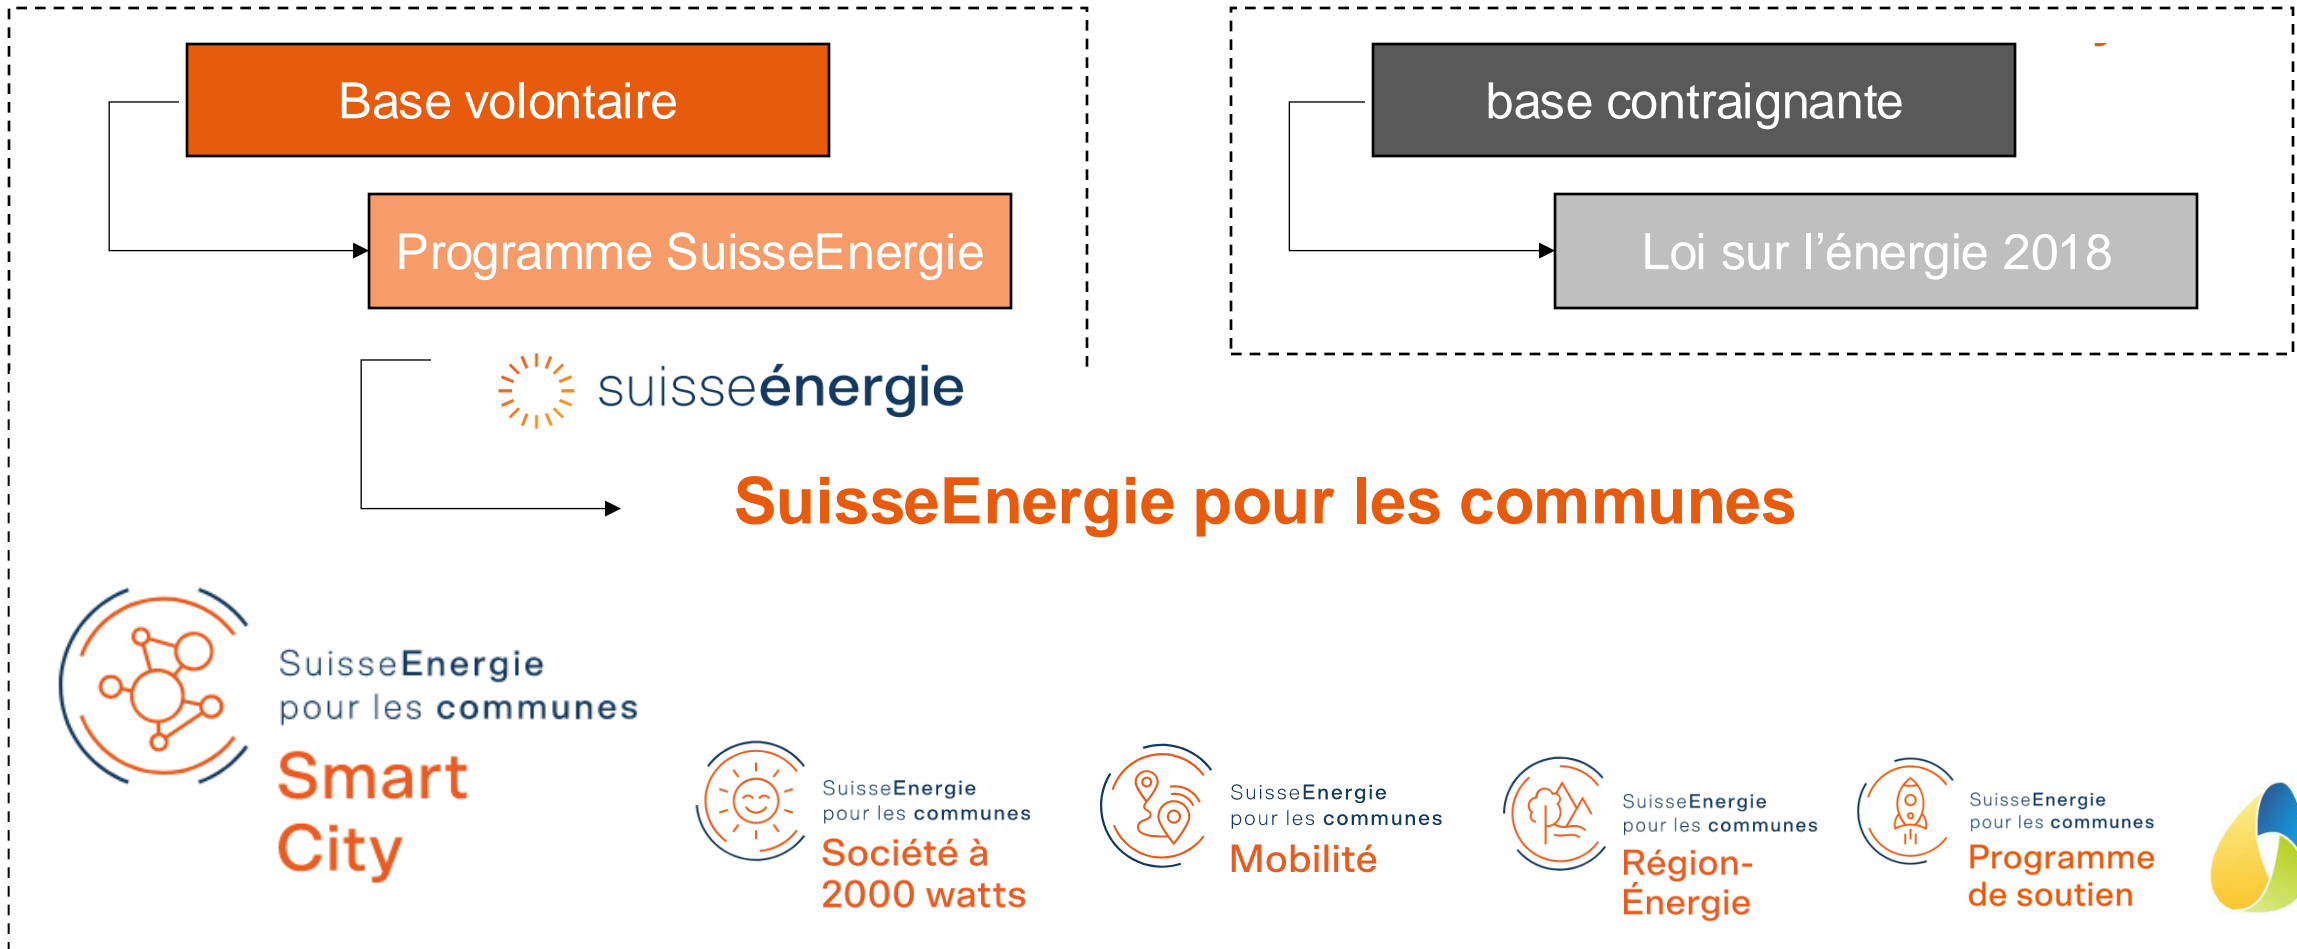 Base volontaire
base contraignante
Programme SuisseEnergie
Loi sur l’énergie 2018
suisseénergie
SuisseEnergie pour les communes
SuisseEnergie
pour les communes
Smart
City
SuisseEnergie
pour les communes
Société à
2000 watts
SuisseEnergie
pour les communes
Mobilité
SuisseEnergie
pour les communes
Région-
Énergie
SuisseEnergie
pour les communes
Programme
de soutien